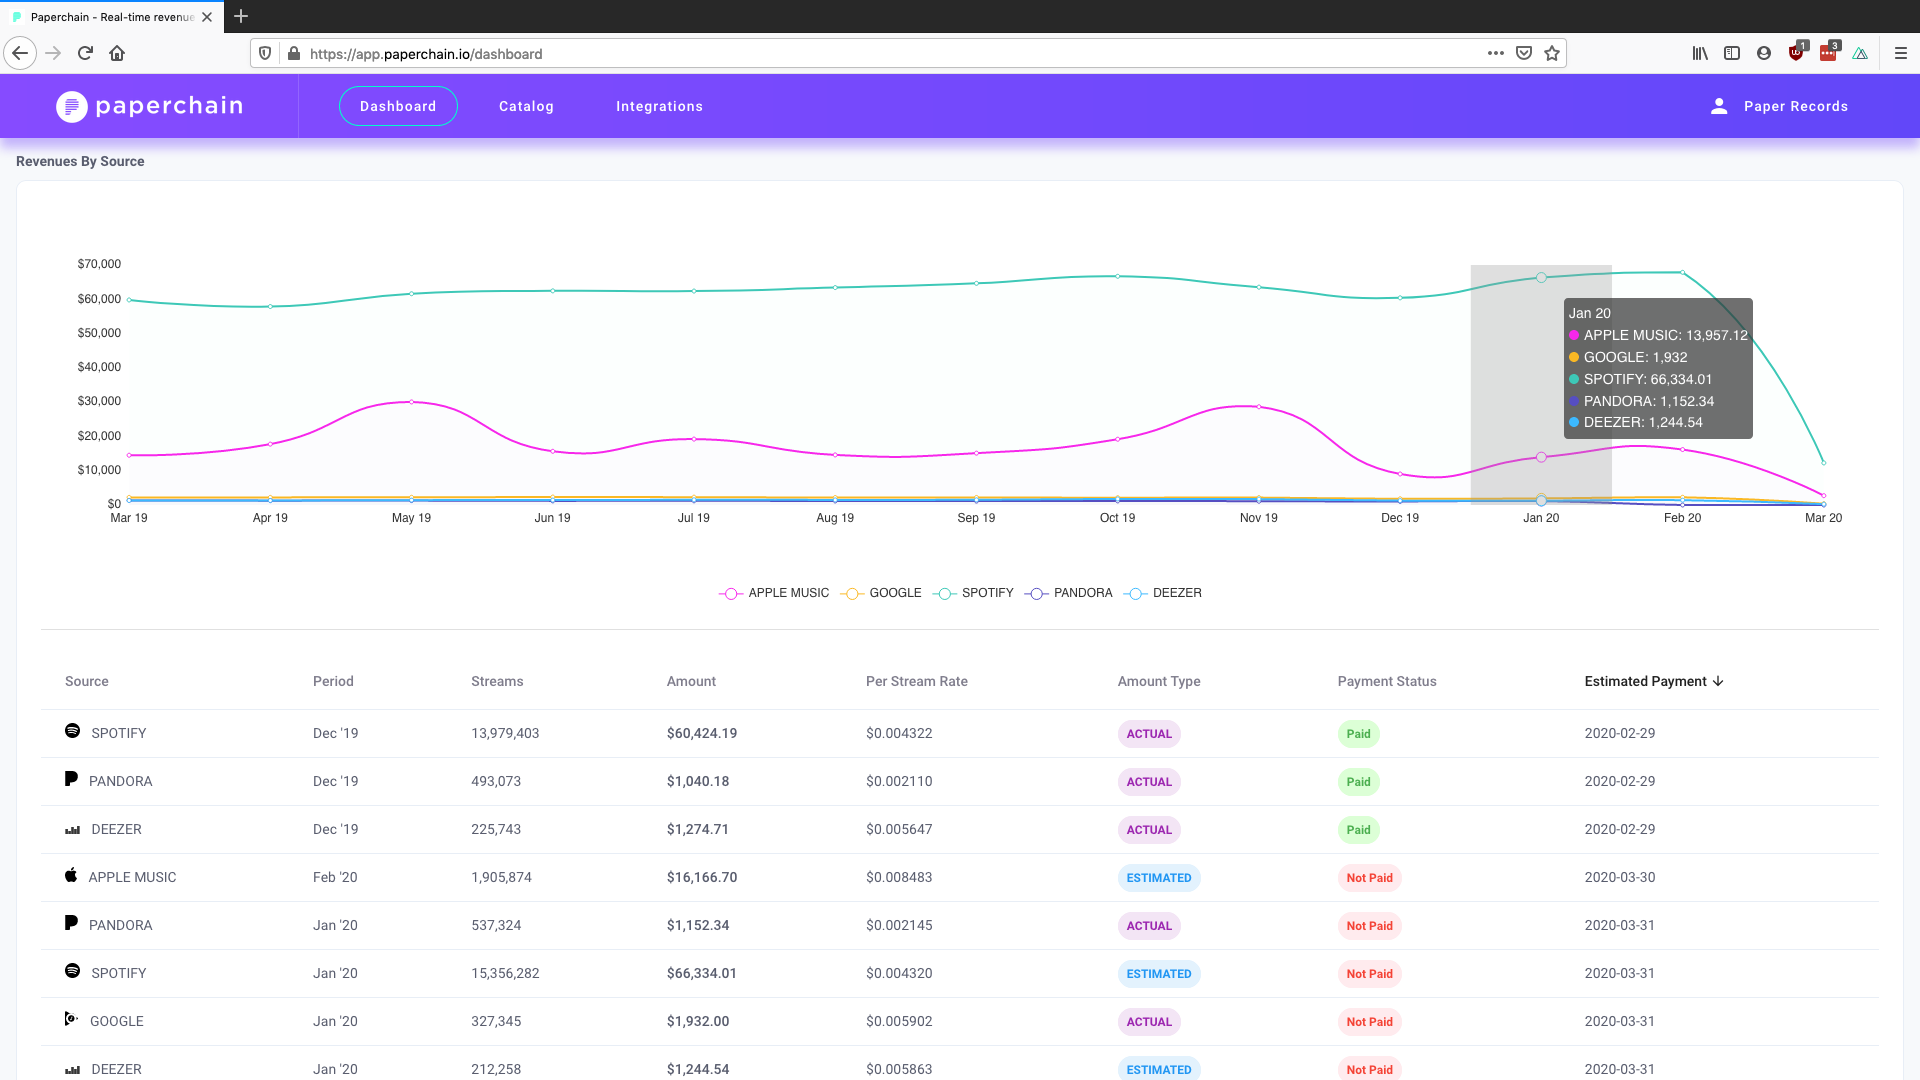 Paperchain - Real-time revenue
https://app.paperchain.io/dashboard
1
3
paperchain
Dashboard
Catalog
Integrations
Paper Records
Revenues By Source
$70,000
$60,000
$50,000
$40,000
$30,000
$20,000
$10,000
$0
Mar 19 Apr 19 May 19 Jun 19 Jul 19 Aug 19 Sep 19 Oct 19 Nov 19 Dec 19 Jan 20 Feb 20 Mar 20
Jan 20
APPLE MUSIC: 13,957.12
GOOGLE: 1,932
SPOTIFY: 66,334.01
PANDORA: 1,152.34
DEEZER: 1,244.54
APPLE MUSIC GOOGLE SPOTIFY PANDORA DEEZER
Source Period Streams Amount Per Stream Rate Amount Type Payment Status Estimated Payment
SPOTIFY Dec '19 13,979,403 $60,424.19 $0.004322 ACTUAL Paid 2020-02-29
PANDORA Dec '19 493,073 $1,040.18 $0.002110 ACTUAL Paid 2020-02-29
DEEZER Dec '19 225,743 $1,274.71 $0.005647 ACTUAL Paid 2020-02-29
APPLE MUSIC Feb '20 1,905,874 $16,166.70 $0.008483 ESTIMATED Not Paid 2020-03-30
PANDORA Jan '20 537,324 $1,152.34 $0.002145 ACTUAL Not Paid 2020-03-31
SPOTIFY Jan '20 15,356,282 $66,334.01 $0.004320 ESTIMATED Not Paid 2020-03-31
GOOGLE Jan '20 327,345 $1,932.00 $0.005902 ACTUAL Not Paid 2020-03-31
DEEZER Jan '20 212,258 $1,244.54 $0.005863 ESTIMATED Not Paid 2020-03-31